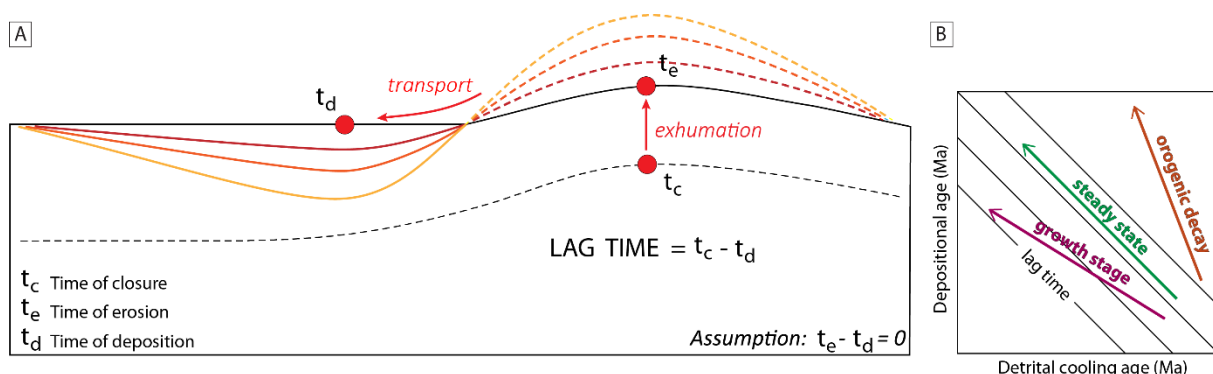 A
t_d
transport
t_e
exhumation
t_c
LAG TIME = t_c - t_d
t_c Time of closure
t_e Time of erosion
t_d Time of deposition
Assumption: t_e - t_d = 0
B
Depositional age (Ma)
orogenic decay
steady state
growth stage
lag time
Detrital cooling age (Ma)